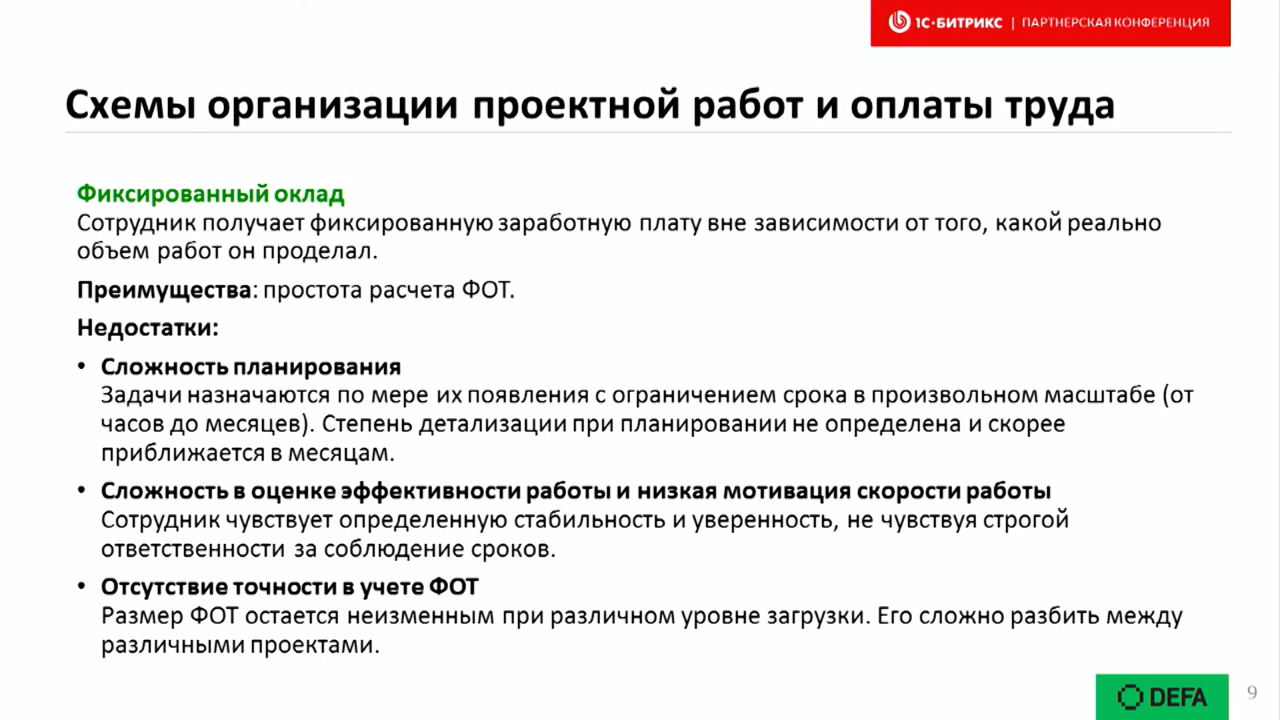 1С·БИТРИКС | ПАРТНЕРСКАЯ КОНФЕРЕНЦИЯ
Схемы организации проектной работ и оплаты труда
Фиксированный оклад
Сотрудник получает фиксированную заработную плату вне зависимости от того, какой реально
объем работ он проделал.
Преимущества: простота расчета ФОТ.
Недостатки:
• Сложность планирования
Задачи назначаются по мере их появления с ограничением срока в произвольном масштабе (от
часов до месяцев). Степень детализации при планировании не определена и скорее
приближается в месяцам.
• Сложность в оценке эффективности работы и низкая мотивация скорости работы
Сотрудник чувствует определенную стабильность и уверенность, не чувствуя строгой
ответственности за соблюдение сроков.
• Отсутствие точности в учете ФОТ
Размер ФОТ остается неизменным при различном уровне загрузки. Его сложно разбить между
различными проектами.
DEFA
9